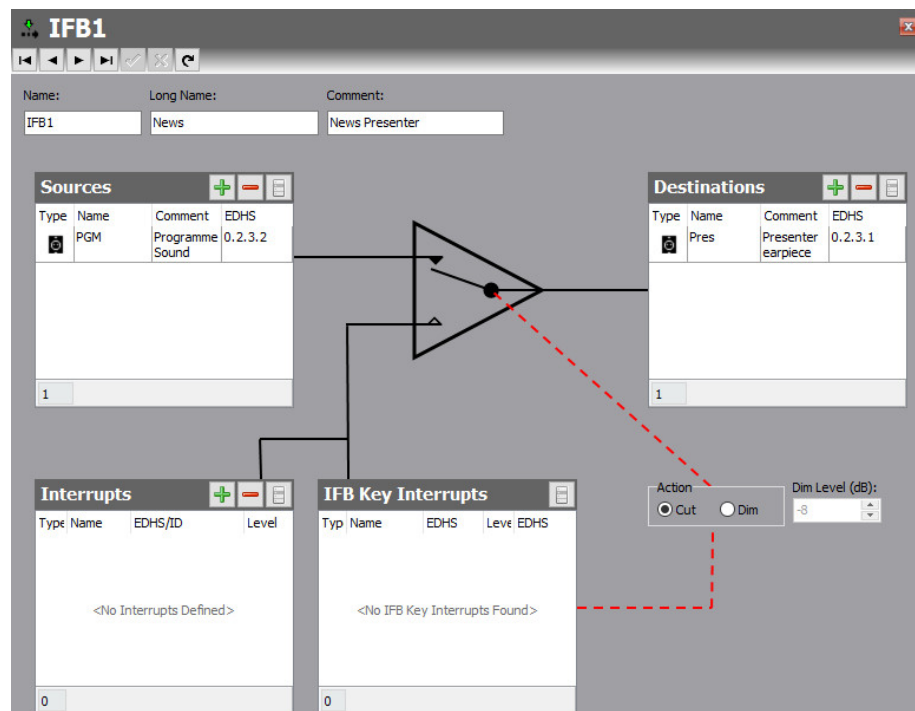 IFB1
Name: Long Name: Comment:
IFB1 News News Presenter
Sources
Type Name Comment EDHS
PGM Programme Sound 0.2.3.2
1
Destinations
Type Name Comment EDHS
Pres Presenter earpiece 0.2.3.1
1
Interrupts
Type Name EDHS/ID Level
<No Interrupts Defined>
0
IFB Key Interrupts
Typ Name EDHS Leve EDHS
<No IFB Key Interrupts Found>
0
Action
Cut Dim
Dim Level (dB):
-8